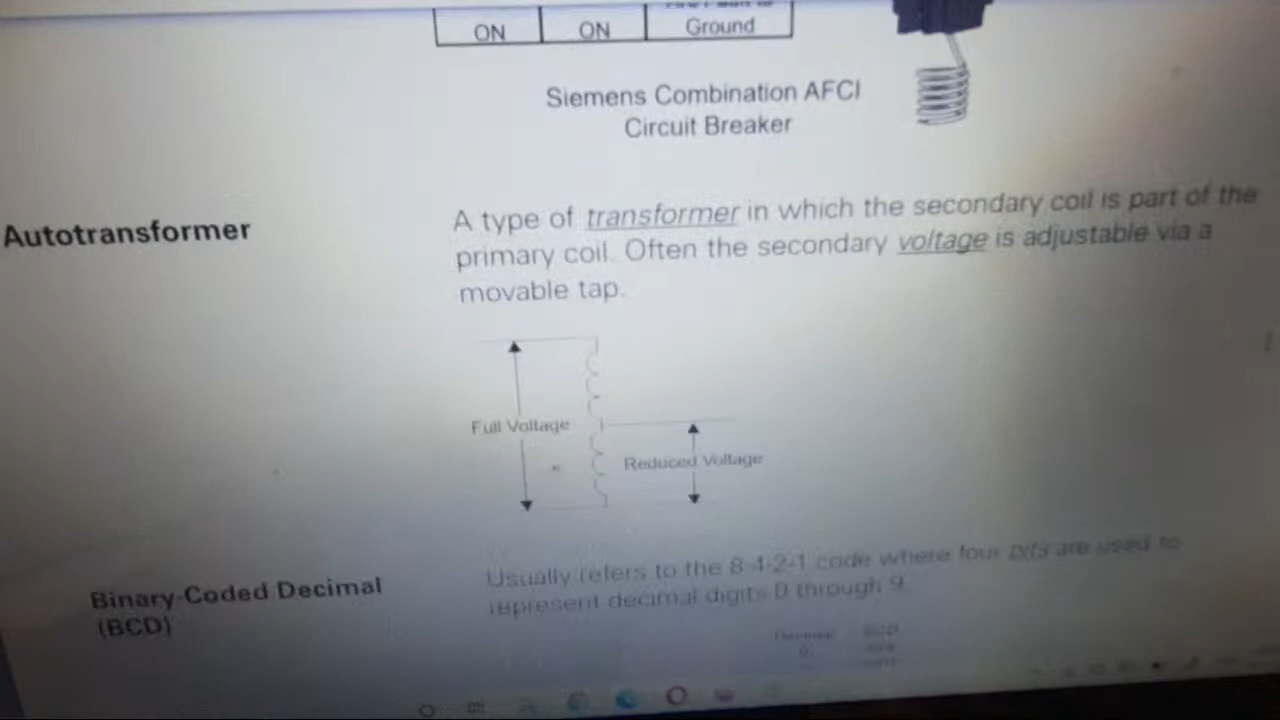 ON ON Ground
Siemens Combination AFCI
Circuit Breaker
Autotransformer
A type of transformer in which the secondary coil is part of the
primary coil. Often the secondary voltage is adjustable via a
movable tap.
Full Voltage
Reduced Voltage
Binary-Coded Decimal
(BCD)
Usually refers to the 8-4-2-1 code where four bits are used to
represent decimal digits 0 through 9
Decimal BCD
0